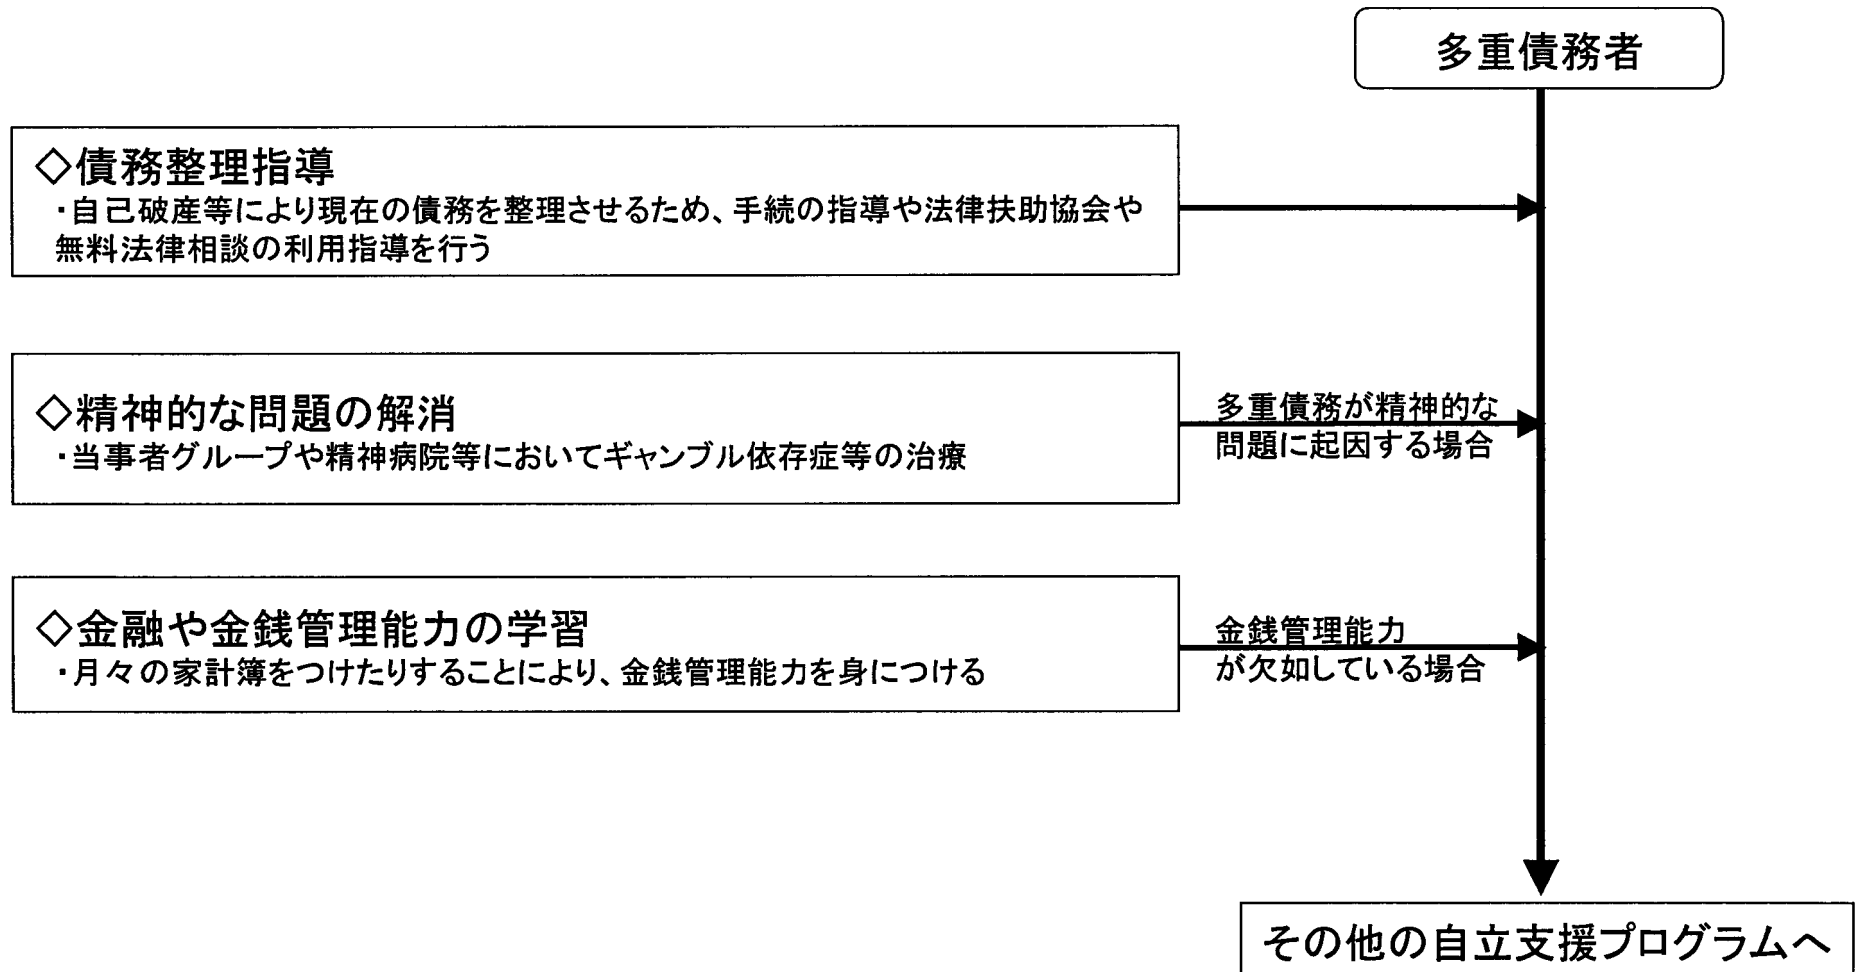 多重債務者
◇債務整理指導
・自己破産等により現在の債務を整理させるため、手続の指導や法律扶助協会や
無料法律相談の利用指導を行う
◇精神的な問題の解消
・当事者グループや精神病院等においてギャンブル依存症等の治療
多重債務が精神的な
問題に起因する場合
◇金融や金銭管理能力の学習
・月々の家計簿をつけたりすることにより、金銭管理能力を身につける
金銭管理能力
が欠如している場合
その他の自立支援プログラムへ